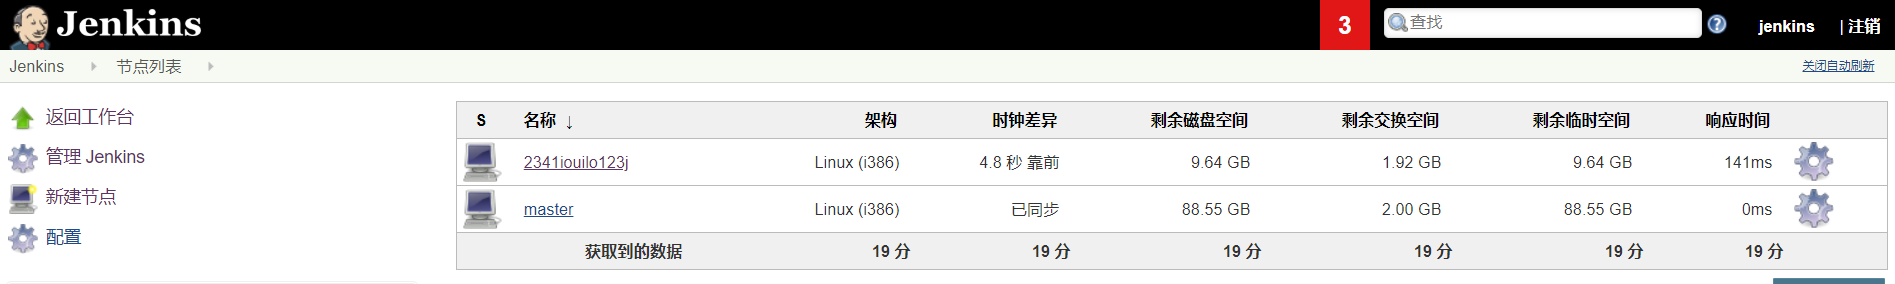 Jenkins 3 查找 jenkins | 注销
Jenkins 节点列表 关闭自动刷新
返回工作台
管理 Jenkins
新建节点
配置
S 名称 ↓ 架构 时钟差异 剩余磁盘空间 剩余交换空间 剩余临时空间 响应时间
2341iouilo123j Linux (i386) 4.8 秒 靠前 9.64 GB 1.92 GB 9.64 GB 141ms
master Linux (i386) 已同步 88.55 GB 2.00 GB 88.55 GB 0ms
获取到的数据 19 分 19 分 19 分 19 分 19 分 19 分